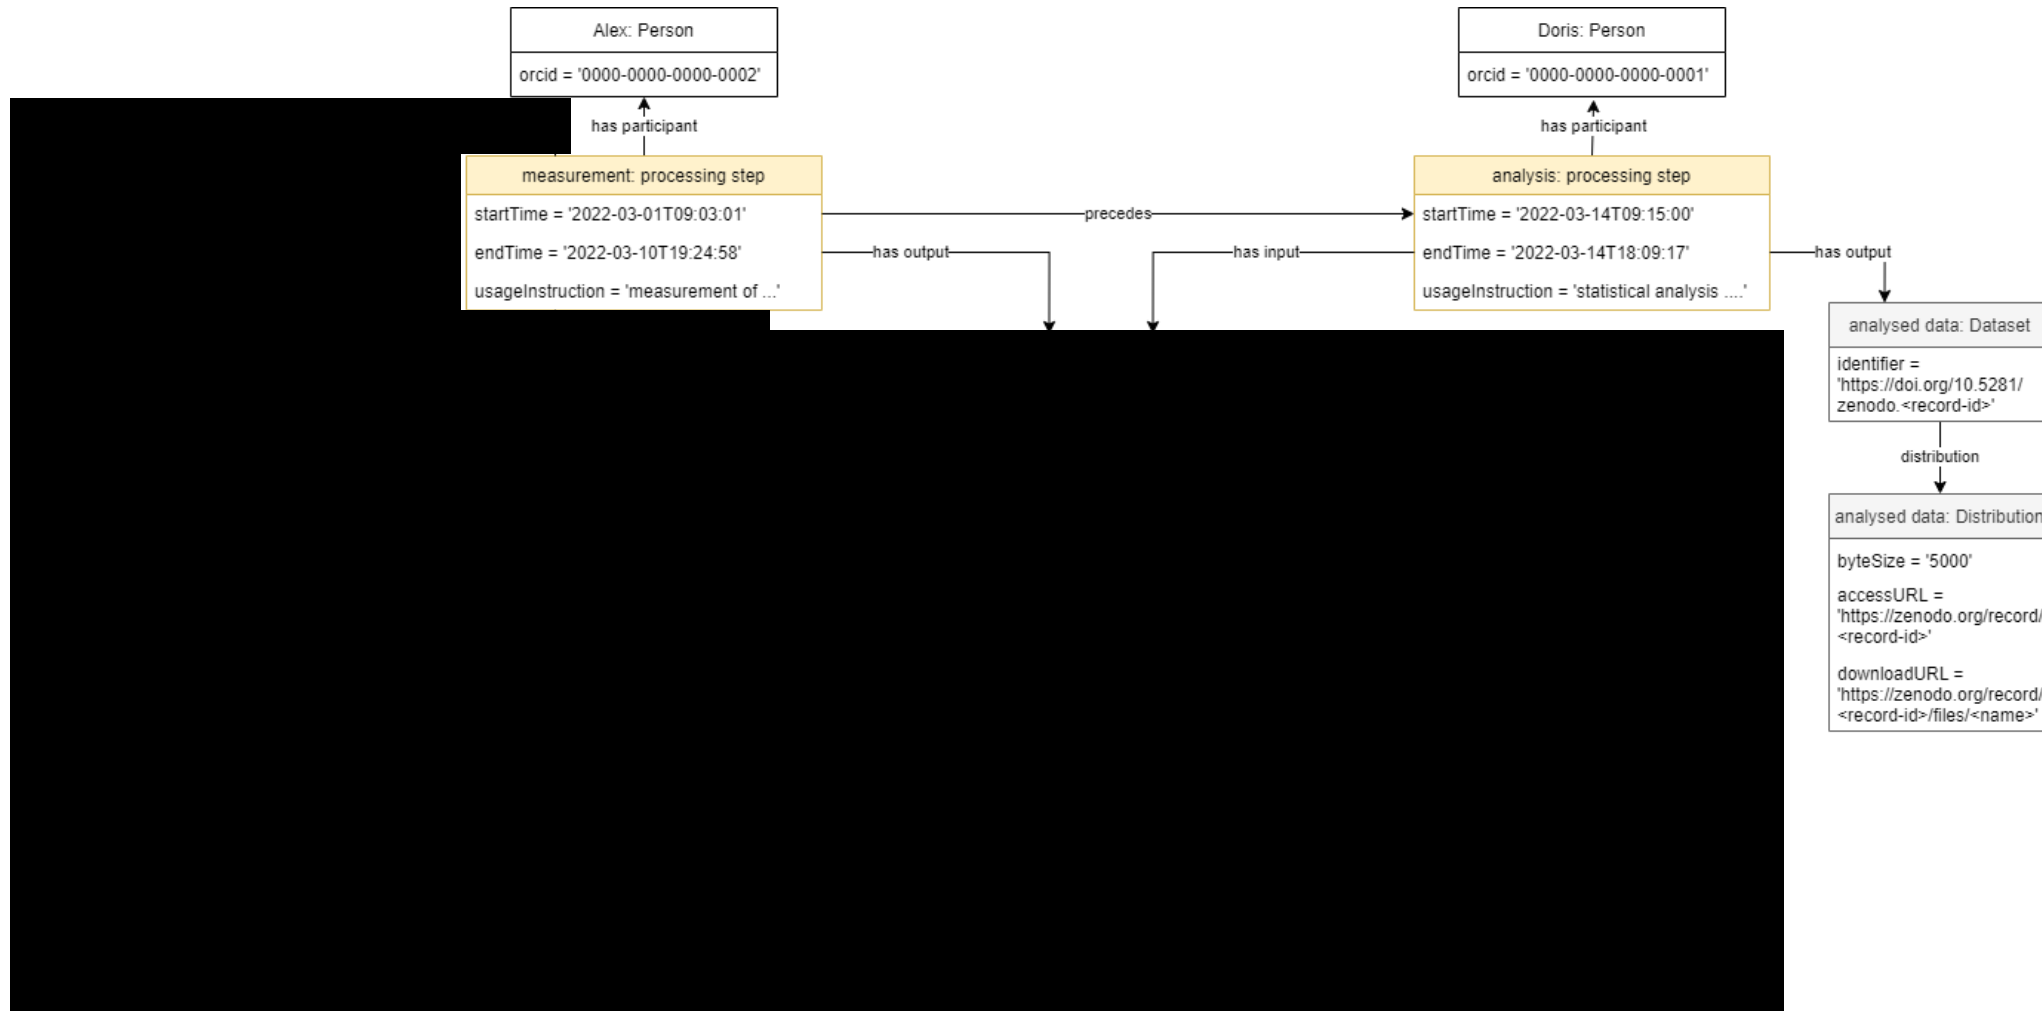 Alex: Person
orcid = '0000-0000-0000-0002'
Doris: Person
orcid = '0000-0000-0000-0001'
has participant
has participant
measurement: processing step
startTime = '2022-03-01T09:03:01'
endTime = '2022-03-10T19:24:58'
usageInstruction = 'measurement of ...'
precedes
has output
has input
analysis: processing step
startTime = '2022-03-14T09:15:00'
endTime = '2022-03-14T18:09:17'
usageInstruction = 'statistical analysis ....'
has output
analysed data: Dataset
identifier =
'https://doi.org/10.5281/
zenodo.<record-id>'
distribution
analysed data: Distribution
byteSize = '5000'
accessURL =
'https://zenodo.org/record/
<record-id>'
downloadURL =
'https://zenodo.org/record/
<record-id>/files/<name>'